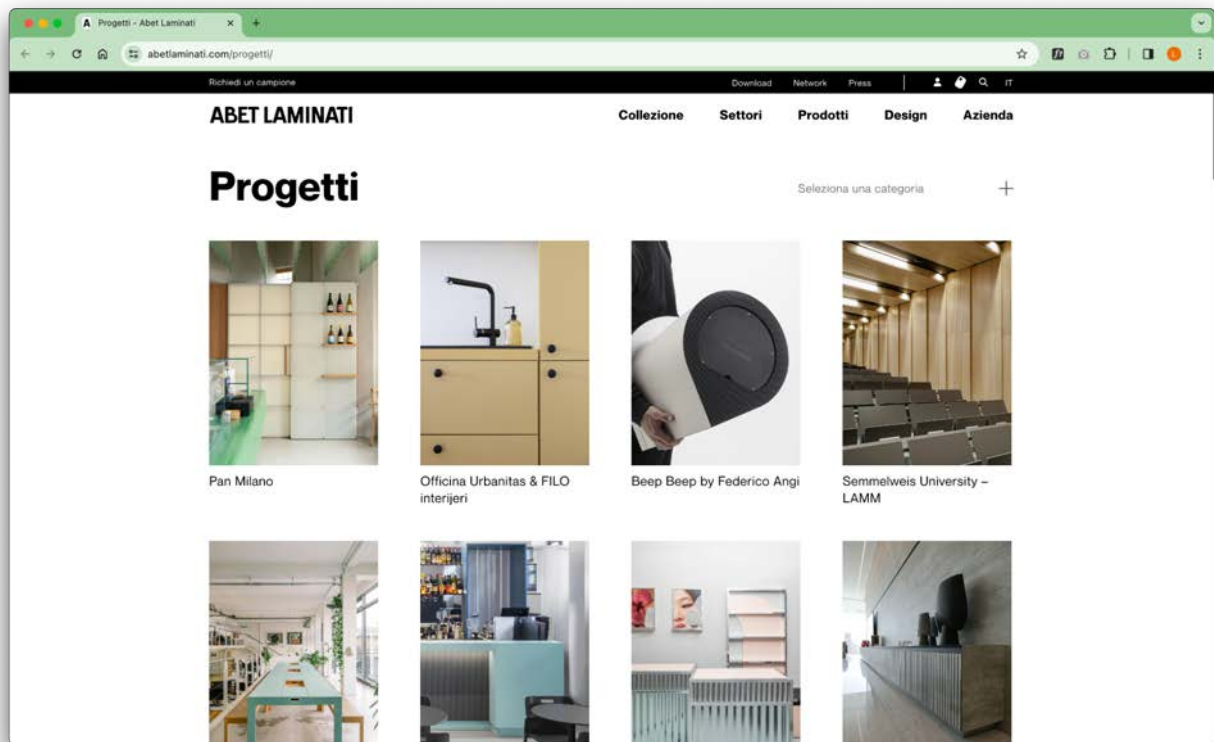 Progetti - Abet Laminati
abetlaminati.com/progetti/
Richiedi un campione
Download
Network
Press
IT
ABET LAMINATI
Collezione
Settori
Prodotti
Design
Azienda
Progetti
Seleziona una categoria
Pan Milano
Officina Urbanitas & FILO
interijeri
Beep Beep by Federico Angi
Semmelweis University –
LAMM